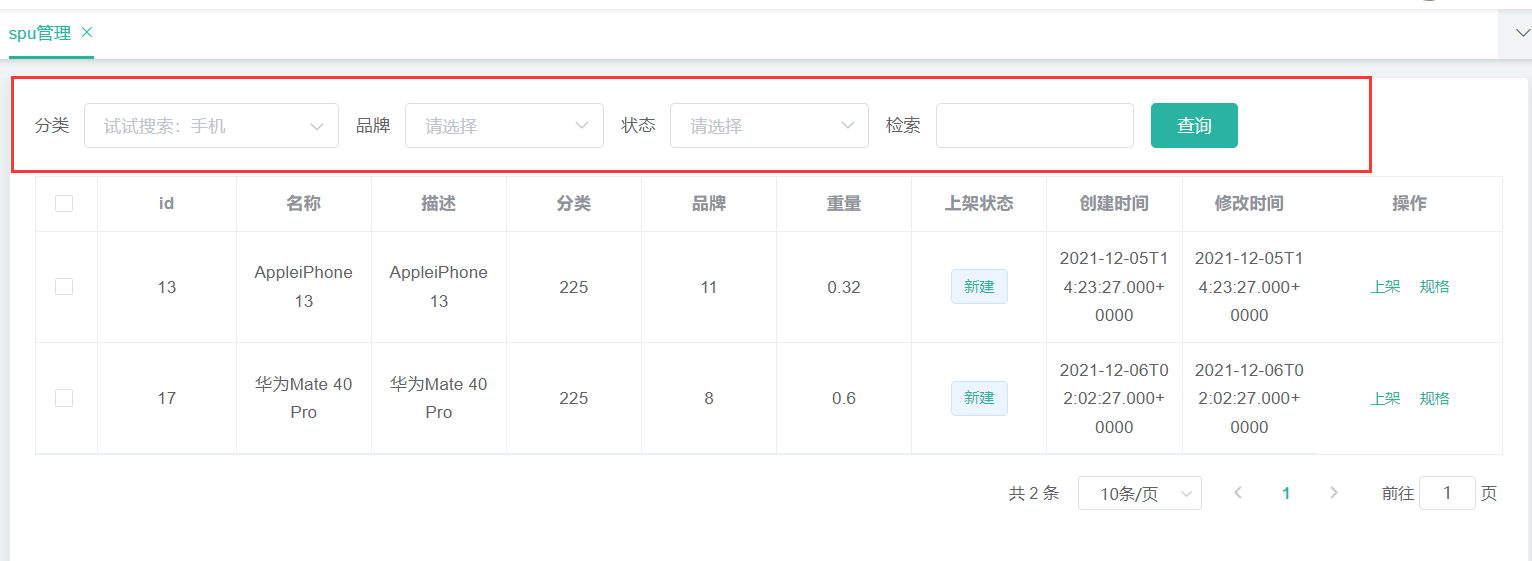 spu管理
分类 试试搜索：手机 品牌 请选择 状态 请选择 检索 查询
id 名称 描述 分类 品牌 重量 上架状态 创建时间 修改时间 操作
13 AppleiPhone 13 AppleiPhone 13 225 11 0.32 新建 2021-12-05T14:23:27.000+0000 2021-12-05T14:23:27.000+0000 上架 规格
17 华为Mate 40 Pro 华为Mate 40 Pro 225 8 0.6 新建 2021-12-06T02:02:27.000+0000 2021-12-06T02:02:27.000+0000 上架 规格
共 2 条 10条/页 1 前往 1 页